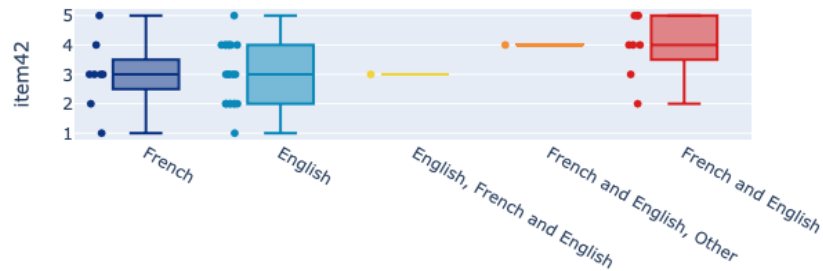 item42
5
4
3
2
1
French
English
English, French and English
French and English, Other
French and English